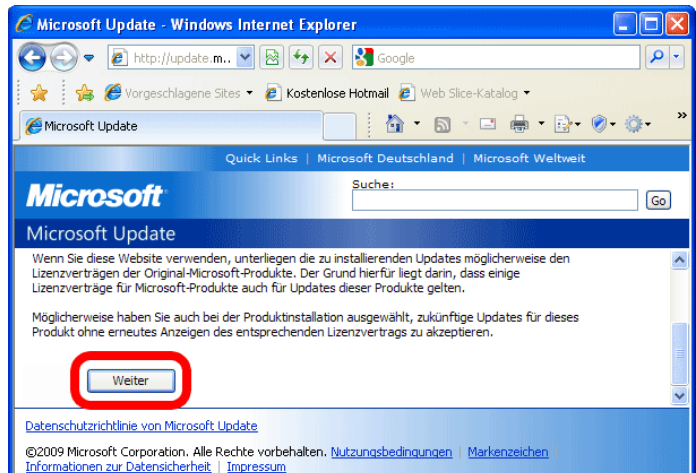 Microsoft Update - Windows Internet Explorer
http://update.m..
Google
Vorgeschlagene Sites
Kostenlose Hotmail
Web Slice-Katalog
Microsoft Update
»
Quick Links | Microsoft Deutschland | Microsoft Weltweit
Microsoft
Suche:
Go
Microsoft Update
Wenn Sie diese Website verwenden, unterliegen die zu installierenden Updates möglicherweise den
Lizenzverträgen der Original-Microsoft-Produkte. Der Grund hierfür liegt darin, dass einige
Lizenzverträge für Microsoft-Produkte auch für Updates dieser Produkte gelten.
Möglicherweise haben Sie auch bei der Produktinstallation ausgewählt, zukünftige Updates für dieses
Produkt ohne erneutes Anzeigen des entsprechenden Lizenzvertrags zu akzeptieren.
Weiter
Datenschutzrichtlinie von Microsoft Update
©2009 Microsoft Corporation. Alle Rechte vorbehalten. Nutzungsbedingungen | Markenzeichen |
Informationen zur Datensicherheit | Impressum